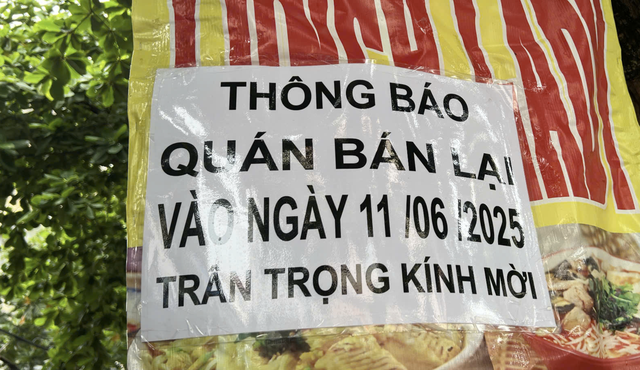 THÔNG BÁO
QUÁN BÁN LẠI
VÀO NGÀY 11 /06 /2025
TRÂN TRỌNG KÍNH MỜI